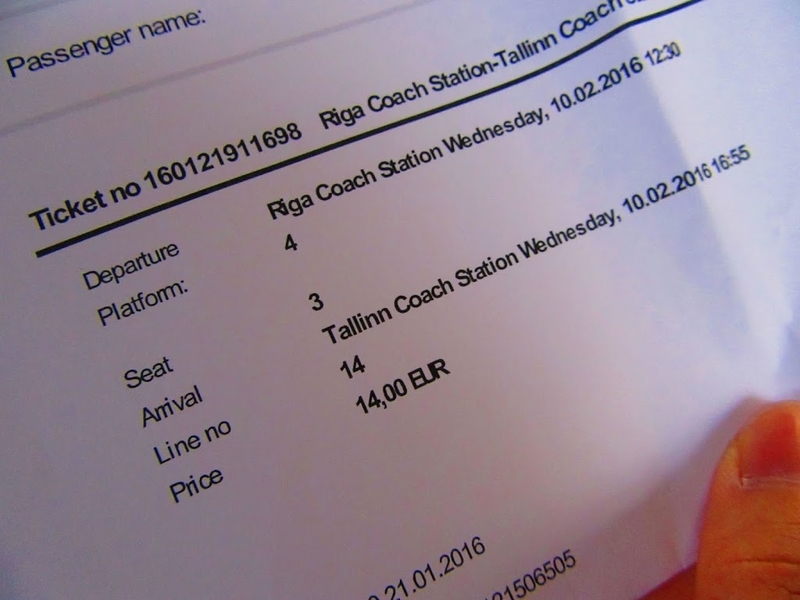 Passenger name:
Ticket no 160121911698 Riga Coach Station-Tallinn Coach
Departure Riga Coach Station Wednesday, 10.02.2016 12:30
Platform: 4
Seat 3
Arrival Tallinn Coach Station Wednesday, 10.02.2016 16:55
Line no 14
Price 14,00 EUR
21.01.2016
21506505